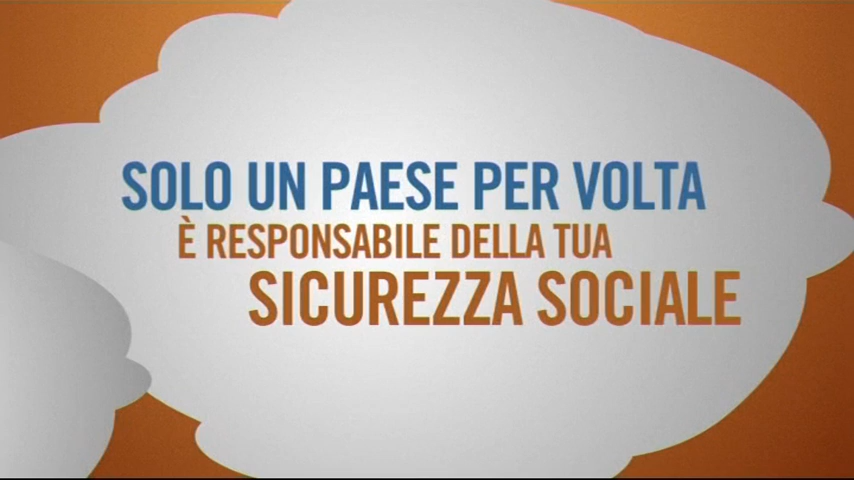 SOLO UN PAESE PER VOLTA
È RESPONSABILE DELLA TUA
SICUREZZA SOCIALE